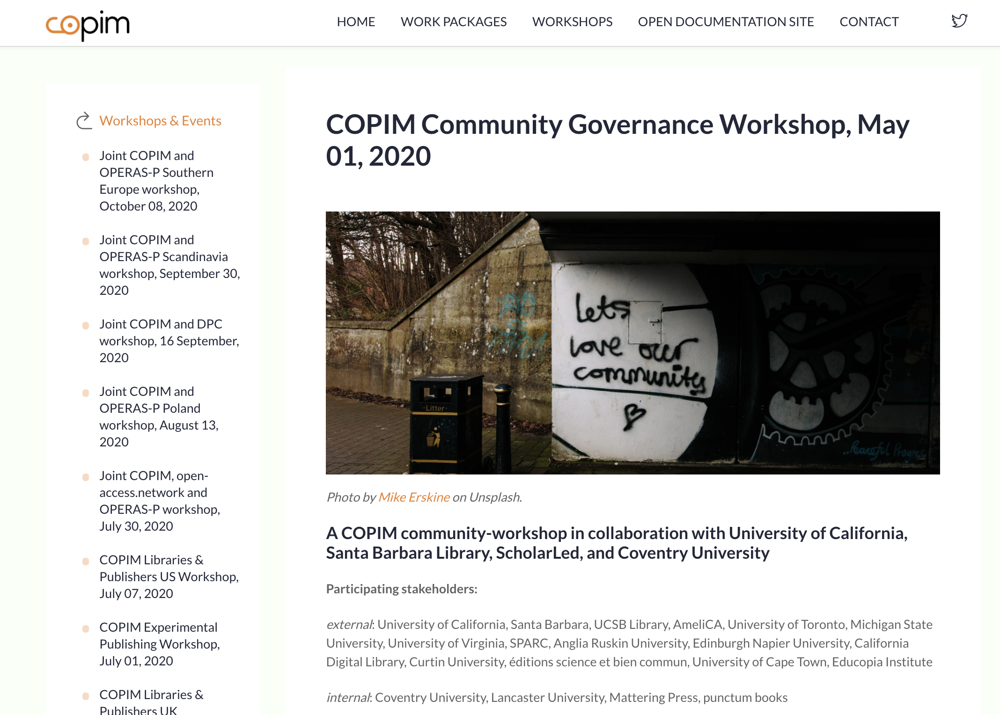 copim
HOME
WORK PACKAGES
WORKSHOPS
OPEN DOCUMENTATION SITE
CONTACT
Workshops & Events
Joint COPIM and
OPERAS-P Southern
Europe workshop,
October 08, 2020
Joint COPIM and
OPERAS-P Scandinavia
workshop, September 30,
2020
Joint COPIM and DPC
workshop, 16 September,
2020
Joint COPIM and
OPERAS-P Poland
workshop, August 13,
2020
Joint COPIM, open-
access.network and
OPERAS-P workshop,
July 30, 2020
COPIM Libraries &
Publishers US Workshop,
July 07, 2020
COPIM Experimental
Publishing Workshop,
July 01, 2020
COPIM Libraries &
Publishers UK
COPIM Community Governance Workshop, May
01, 2020
Lets
love our
community
Litter
..Peaceful
Photo by Mike Erskine on Unsplash.
A COPIM community-workshop in collaboration with University of California,
Santa Barbara Library, ScholarLed, and Coventry University
Participating stakeholders:
external: University of California, Santa Barbara, UCSB Library, AmeliCA, University of Toronto, Michigan State
University, University of Virginia, SPARC, Anglia Ruskin University, Edinburgh Napier University, California
Digital Library, Curtin University, éditions science et bien commun, University of Cape Town, Educopia Institute
internal: Coventry University, Lancaster University, Mattering Press, punctum books